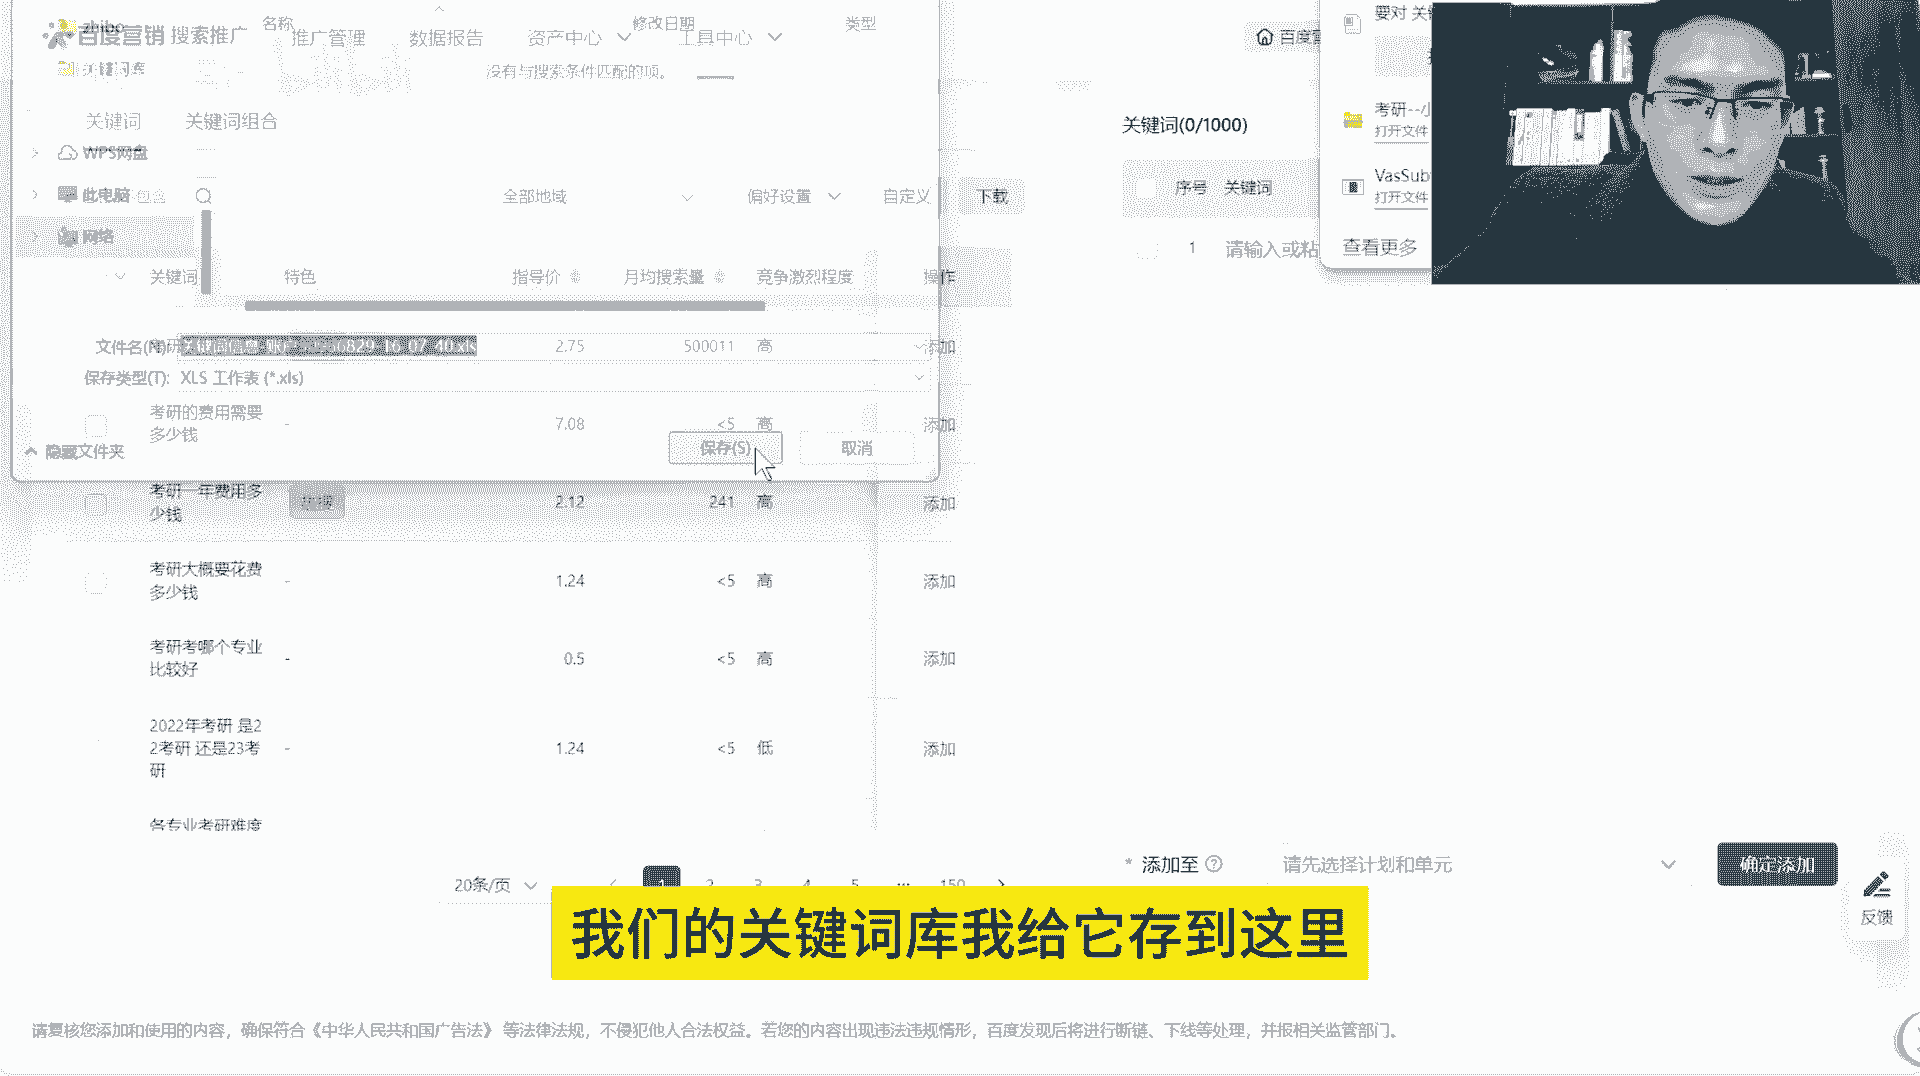 zhibo
百度营销 搜索推广
名称
推广管理
数据报告
资产中心
修改日期
工具中心
类型
关键词库
没有与搜索条件匹配的项。
关键词
关键词组合
WPS网盘
此电脑
包含
网络
全部地域
偏好设置
自定义
下载
关键词
特色
指导价
月均搜索量
竞争激烈程度
操作
文件名(N):
2.75
500011
高
添加
保存类型(T): XLS 工作表 (*.xls)
考研的费用需要
多少钱
-
7.08
<5
高
添加
隐藏文件夹
保存(S)
取消
考研一年费用多
少钱
热搜
2.12
241
高
添加
考研大概要花费
多少钱
-
1.24
<5
高
添加
考研考哪个专业
比较好
-
0.5
<5
高
添加
2022年考研 是2
2考研 还是23考
研
-
1.24
<5
低
添加
各专业考研难度
20条/页
1
2
3
4
5
...
150
关键词(0/1000)
序号
关键词
1
请输入或粘
百度营
要对 关键
考研--小
打开文件
VasSub
打开文件
查看更多
* 添加至
请先选择计划和单元
确定添加
反馈
我们的关键词库我给它存到这里
请复核您添加和使用的内容，确保符合《中华人民共和国广告法》 等法律法规，不侵犯他人合法权益。若您的内容出现违法违规情形，百度发现后将进行断链、下线等处理，并报相关监管部门。